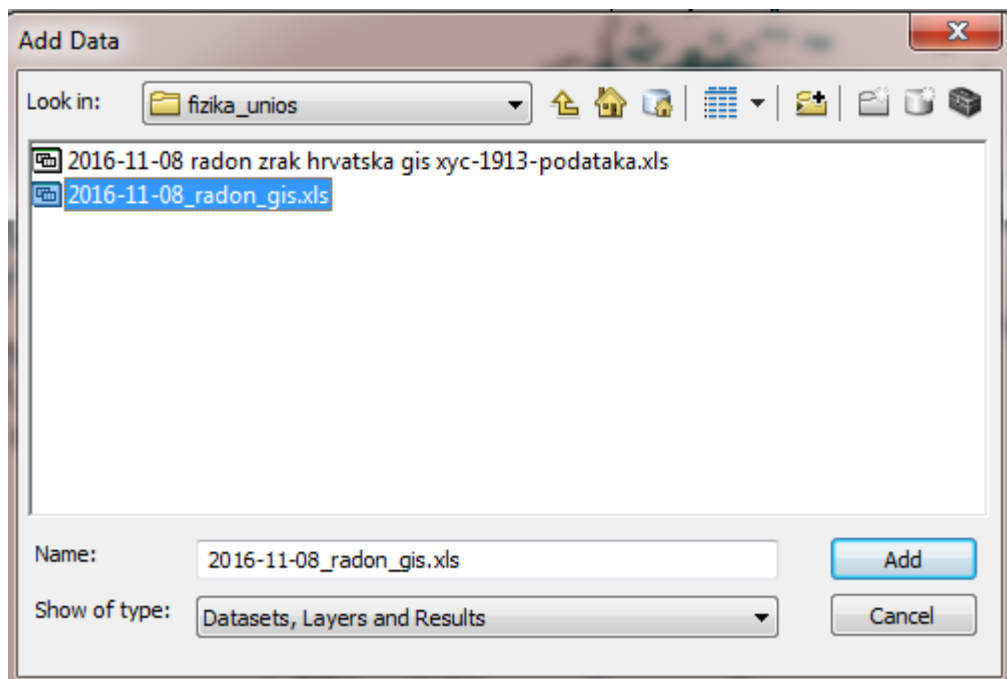 Add Data
Look in: fizika_unios
2016-11-08 radon zrak hrvatska gis xyc-1913-podataka.xls
2016-11-08_radon_gis.xls
Name: 2016-11-08_radon_gis.xls Add
Show of type: Datasets, Layers and Results Cancel